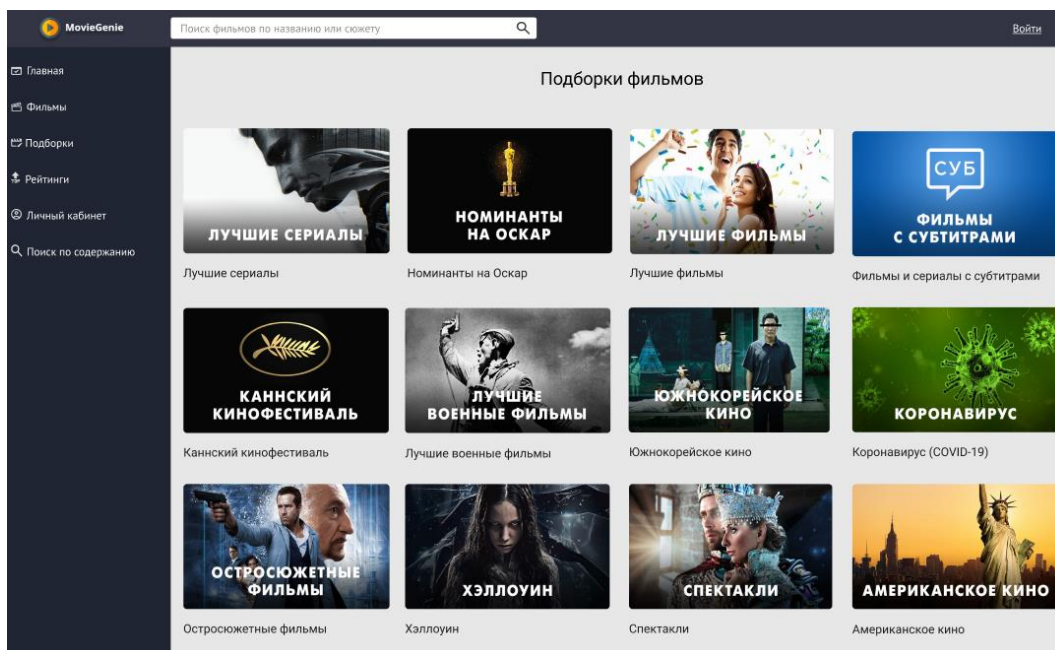 MovieGenie
Поиск фильмов по названию или сюжету
Войти
Главная
Фильмы
Подборки
Рейтинги
Личный кабинет
Поиск по содержанию
Подборки фильмов
ЛУЧШИЕ СЕРИАЛЫ
НОМИНАНТЫ
НА ОСКАР
ЛУЧШИЕ ФИЛЬМЫ
СУБ
ФИЛЬМЫ
С СУБТИТРАМИ
Лучшие сериалы
Номинанты на Оскар
Лучшие фильмы
Фильмы и сериалы с субтитрами
КАННСКИЙ
КИНОФЕСТИВАЛЬ
ЛУЧШИЕ
ВОЕННЫЕ ФИЛЬМЫ
ЮЖНОКОРЕЙСКОЕ
КИНО
КОРОНАВИРУС
Каннский кинофестиваль
Лучшие военные фильмы
Южнокорейское кино
Коронавирус (COVID-19)
ОСТРОСЮЖЕТНЫЕ
ФИЛЬМЫ
ХЭЛЛОУИН
СПЕКТАКЛИ
АМЕРИКАНСКОЕ КИНО
Остросюжетные фильмы
Хэллоуин
Спектакли
Американское кино